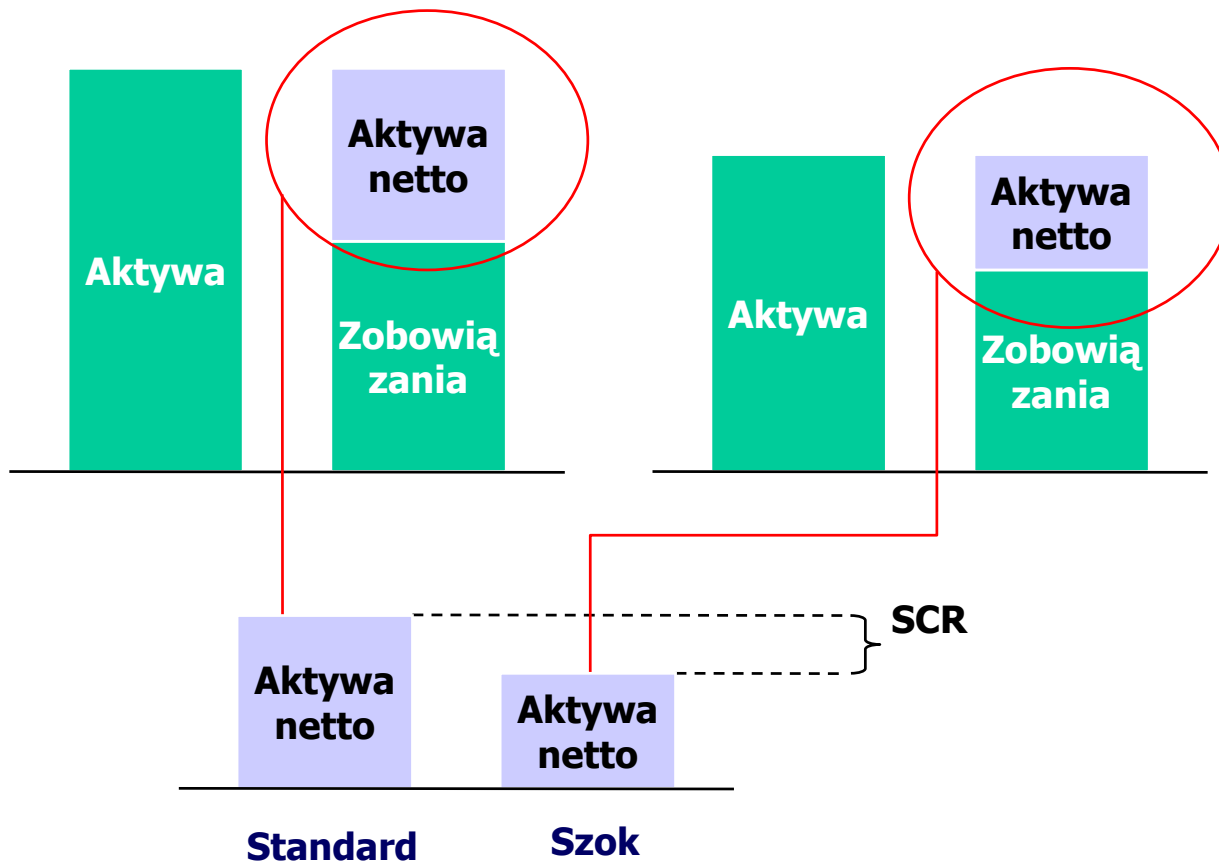 Aktywa
netto
Aktywa
Zobowią
zania
Aktywa
netto
Aktywa
Zobowią
zania
SCR
Aktywa
netto
Aktywa
netto
Standard
Szok